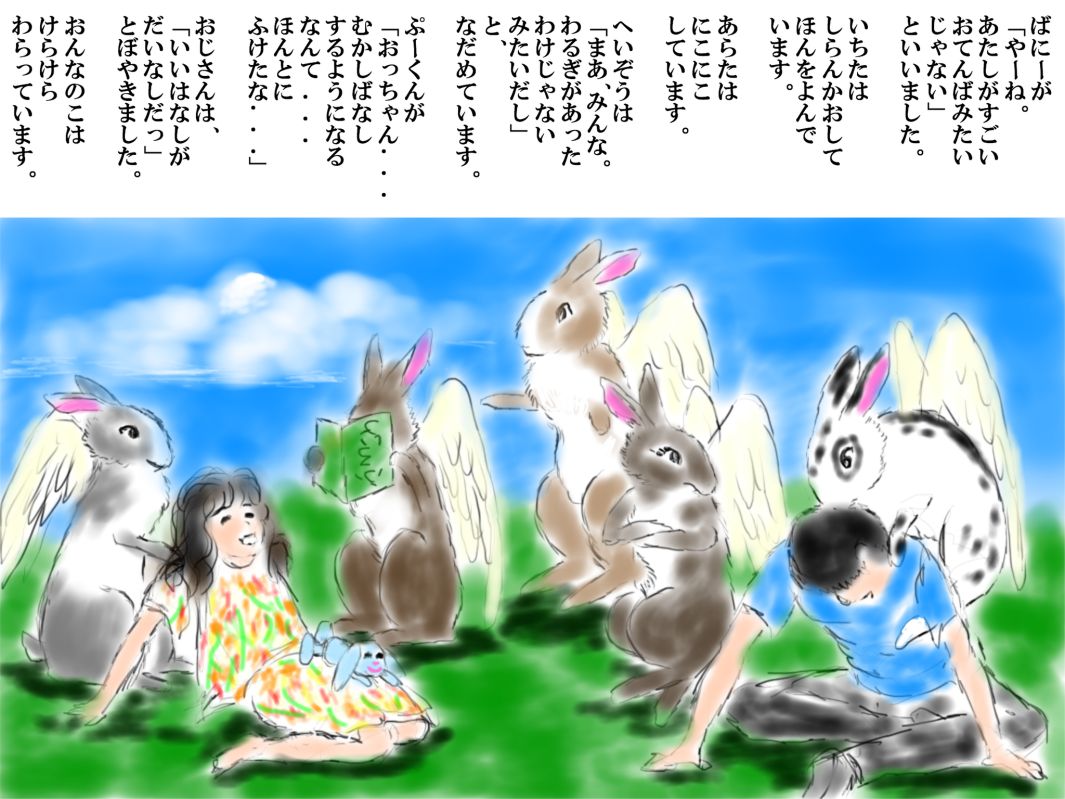 ばにーが
「やーね。
あたしがすごい
おてんばみたい
じゃない」
といいました。
いちたは
しらんかおして
ほんをよんで
います。
あらたは
にこにこ
しています。
へいぞうは
「まあ、みんな。
わるぎがあった
わけじゃない
みたいだし」
と、
なだめています。
ぷーくんが
「おっちゃん・・・
むかしばなし
するようになる
なんて・・・
ほんとに
ふけたな・・・」
おじさんは、
「いいはなしが
だいなしだっ」
とぼやきました。
おんなのこは
けらけら
わらっています。